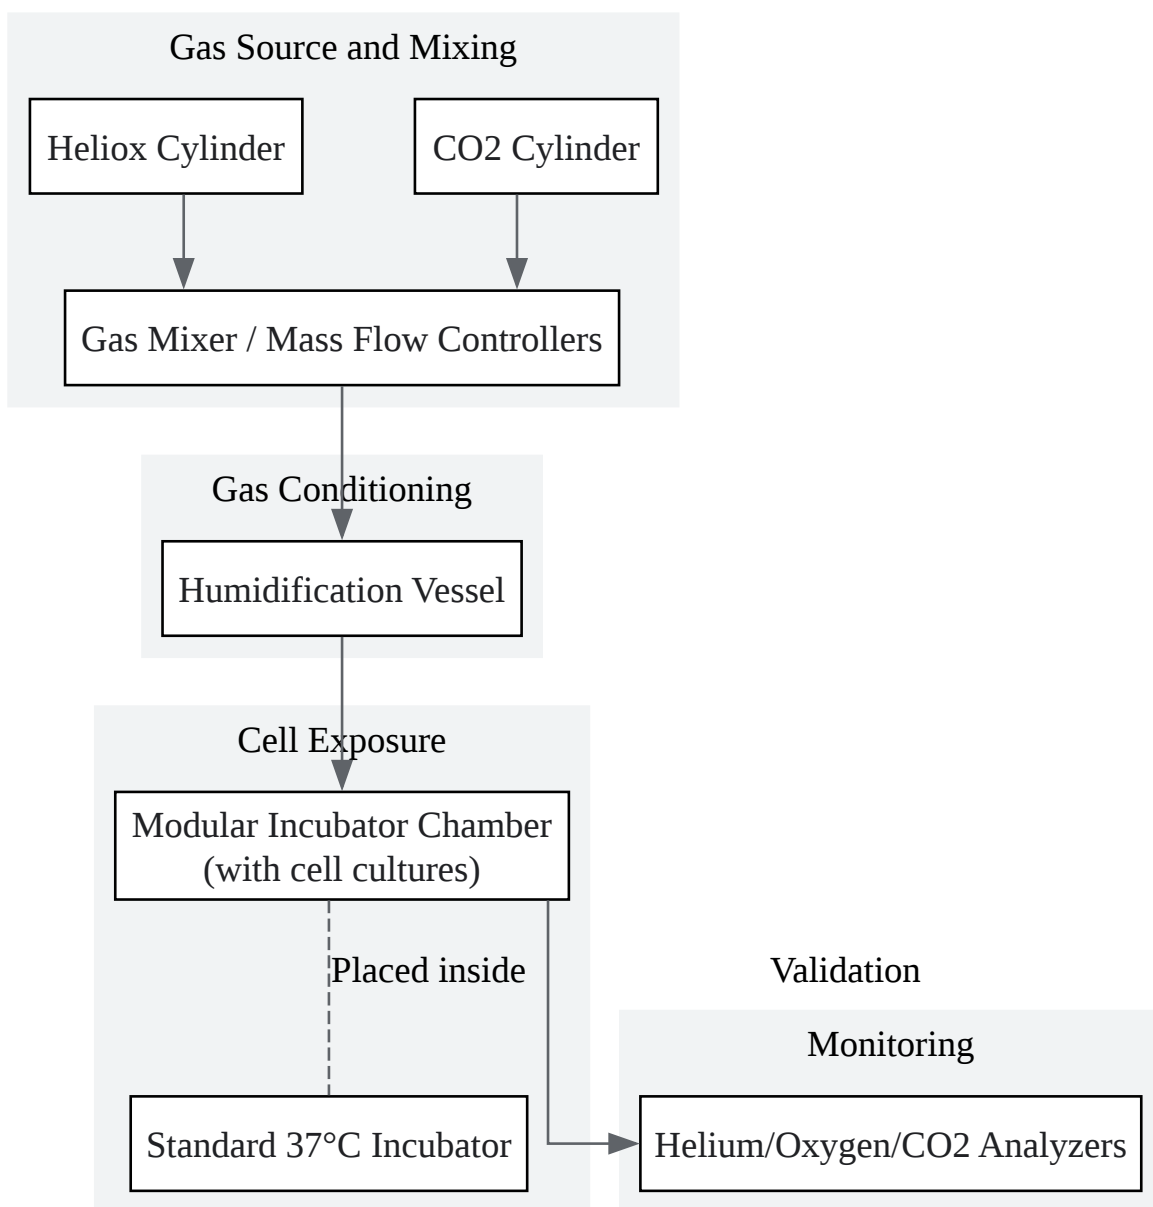 Gas Source and Mixing
Heliox Cylinder
CO2 Cylinder
Gas Mixer / Mass Flow Controllers
Gas Conditioning
Humidification Vessel
Cell Exposure
Modular Incubator Chamber
(with cell cultures)
Placed inside
Validation
Monitoring
Standard 37°C Incubator
Helium/Oxygen/CO2 Analyzers